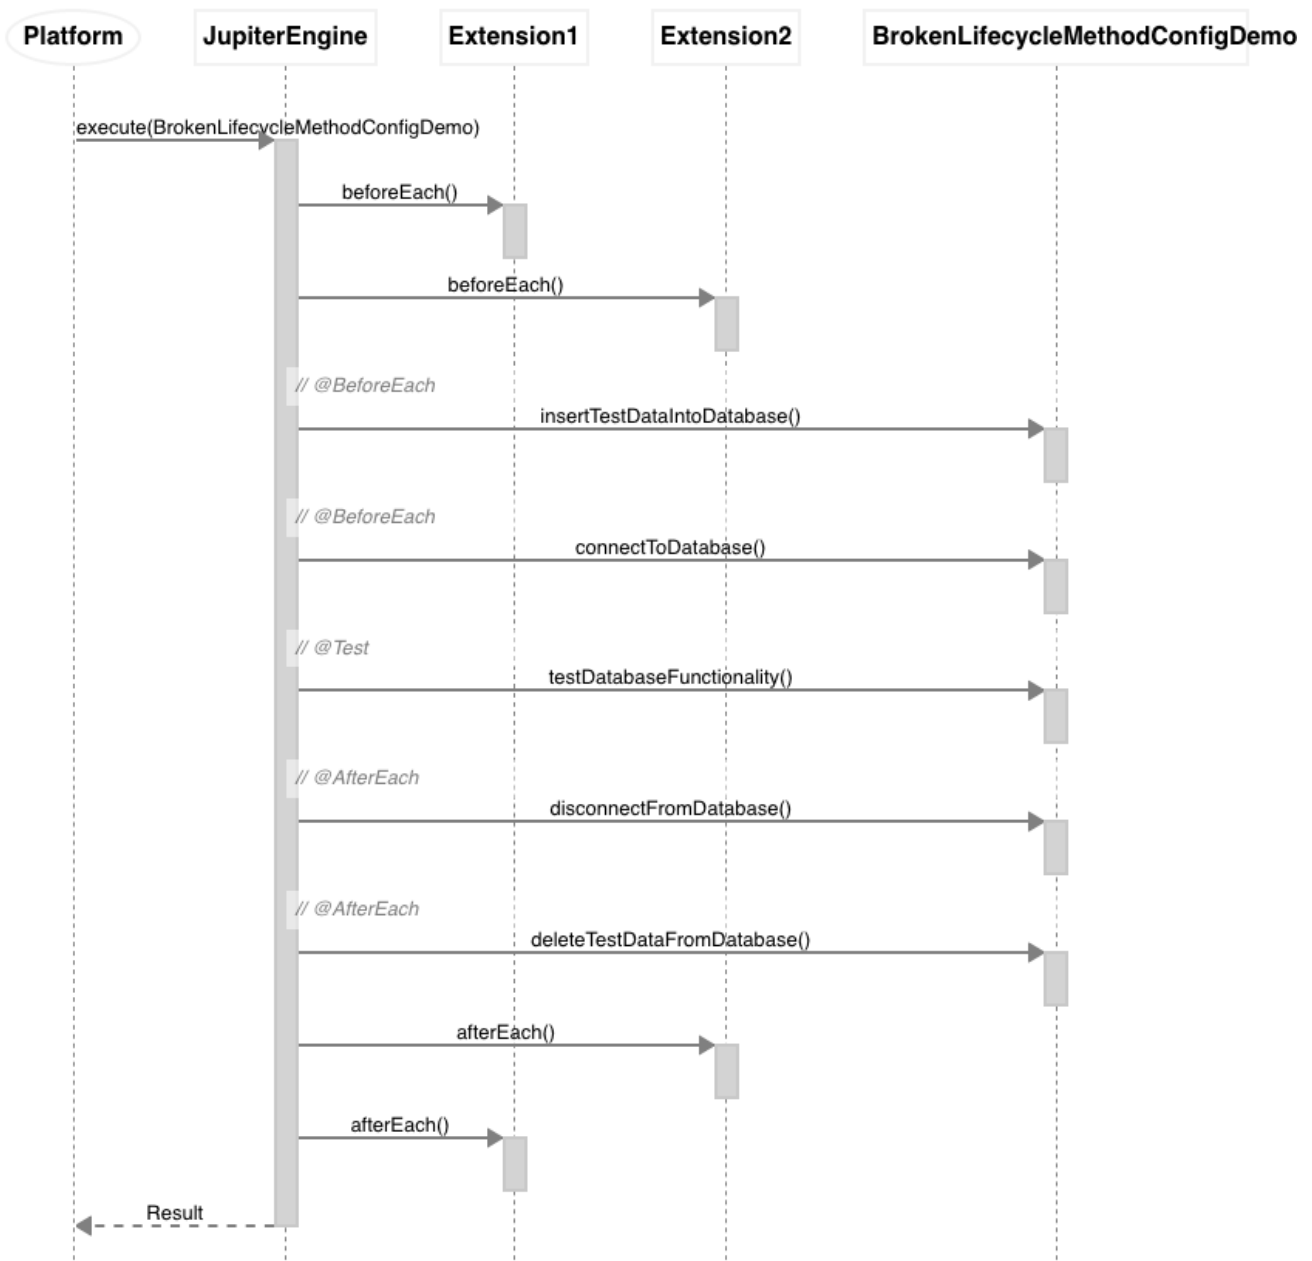 Platform JupiterEngine Extension1 Extension2 BrokenLifecycleMethodConfigDemo
execute(BrokenLifecycleMethodConfigDemo)
beforeEach()
beforeEach()
// @BeforeEach
insertTestDataIntoDatabase()
// @BeforeEach
connectToDatabase()
// @Test
testDatabaseFunctionality()
// @AfterEach
disconnectFromDatabase()
// @AfterEach
deleteTestDataFromDatabase()
afterEach()
afterEach()
Result